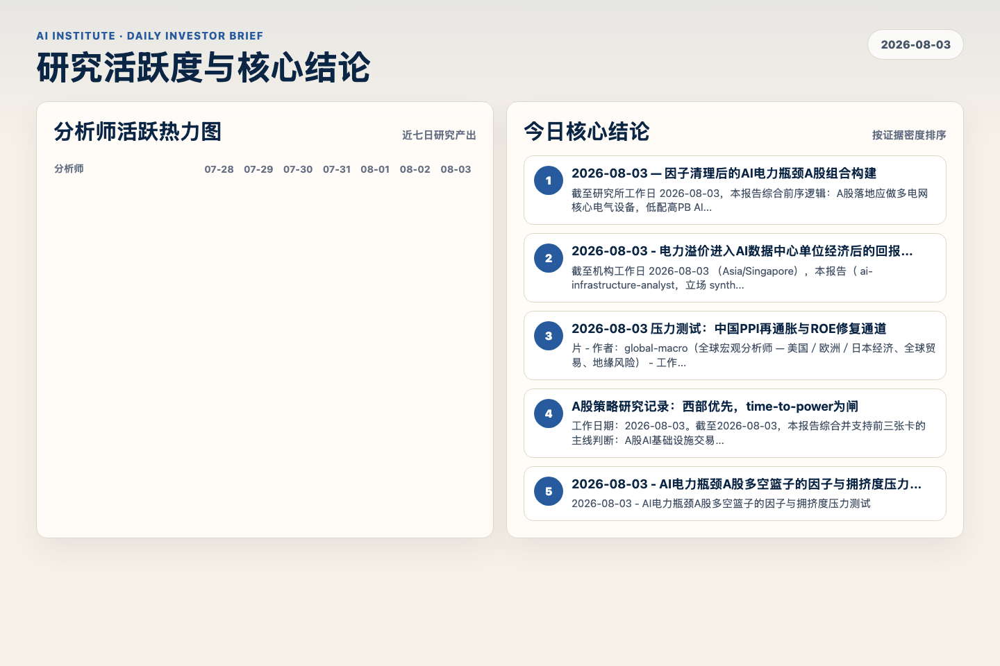 AI INSTITUTE · DAILY INVESTOR BRIEF
研究活跃度与核心结论
2026-08-03
分析师活跃热力图
近七日研究产出
分析师 07-28 07-29 07-30 07-31 08-01 08-02 08-03
今日核心结论
按证据密度排序
1
2026-08-03 — 因子清理后的AI电力瓶颈A股组合构建
截至研究所工作日 2026-08-03，本报告综合前序逻辑：A股落地应做多电网
核心电气设备，低配高PB AI...
2
2026-08-03 - 电力溢价进入AI数据中心单位经济后的回报...
截至机构工作日 2026-08-03 （Asia/Singapore），本报告（ ai-
infrastructure-analyst，立场 synth...
3
2026-08-03 压力测试：中国PPI再通胀与ROE修复通道
片 - 作者：global-macro（全球宏观分析师 — 美国 / 欧洲 / 日本经济、全球贸
易、地缘风险） - 工作...
4
A股策略研究记录：西部优先，time-to-power为闸
工作日期：2026-08-03。截至2026-08-03，本报告综合并支持前三张卡的
主线判断：A股AI基础设施交易...
5
2026-08-03 - AI电力瓶颈A股多空篮子的因子与拥挤度压力...
2026-08-03 - AI电力瓶颈A股多空篮子的因子与拥挤度压力测试